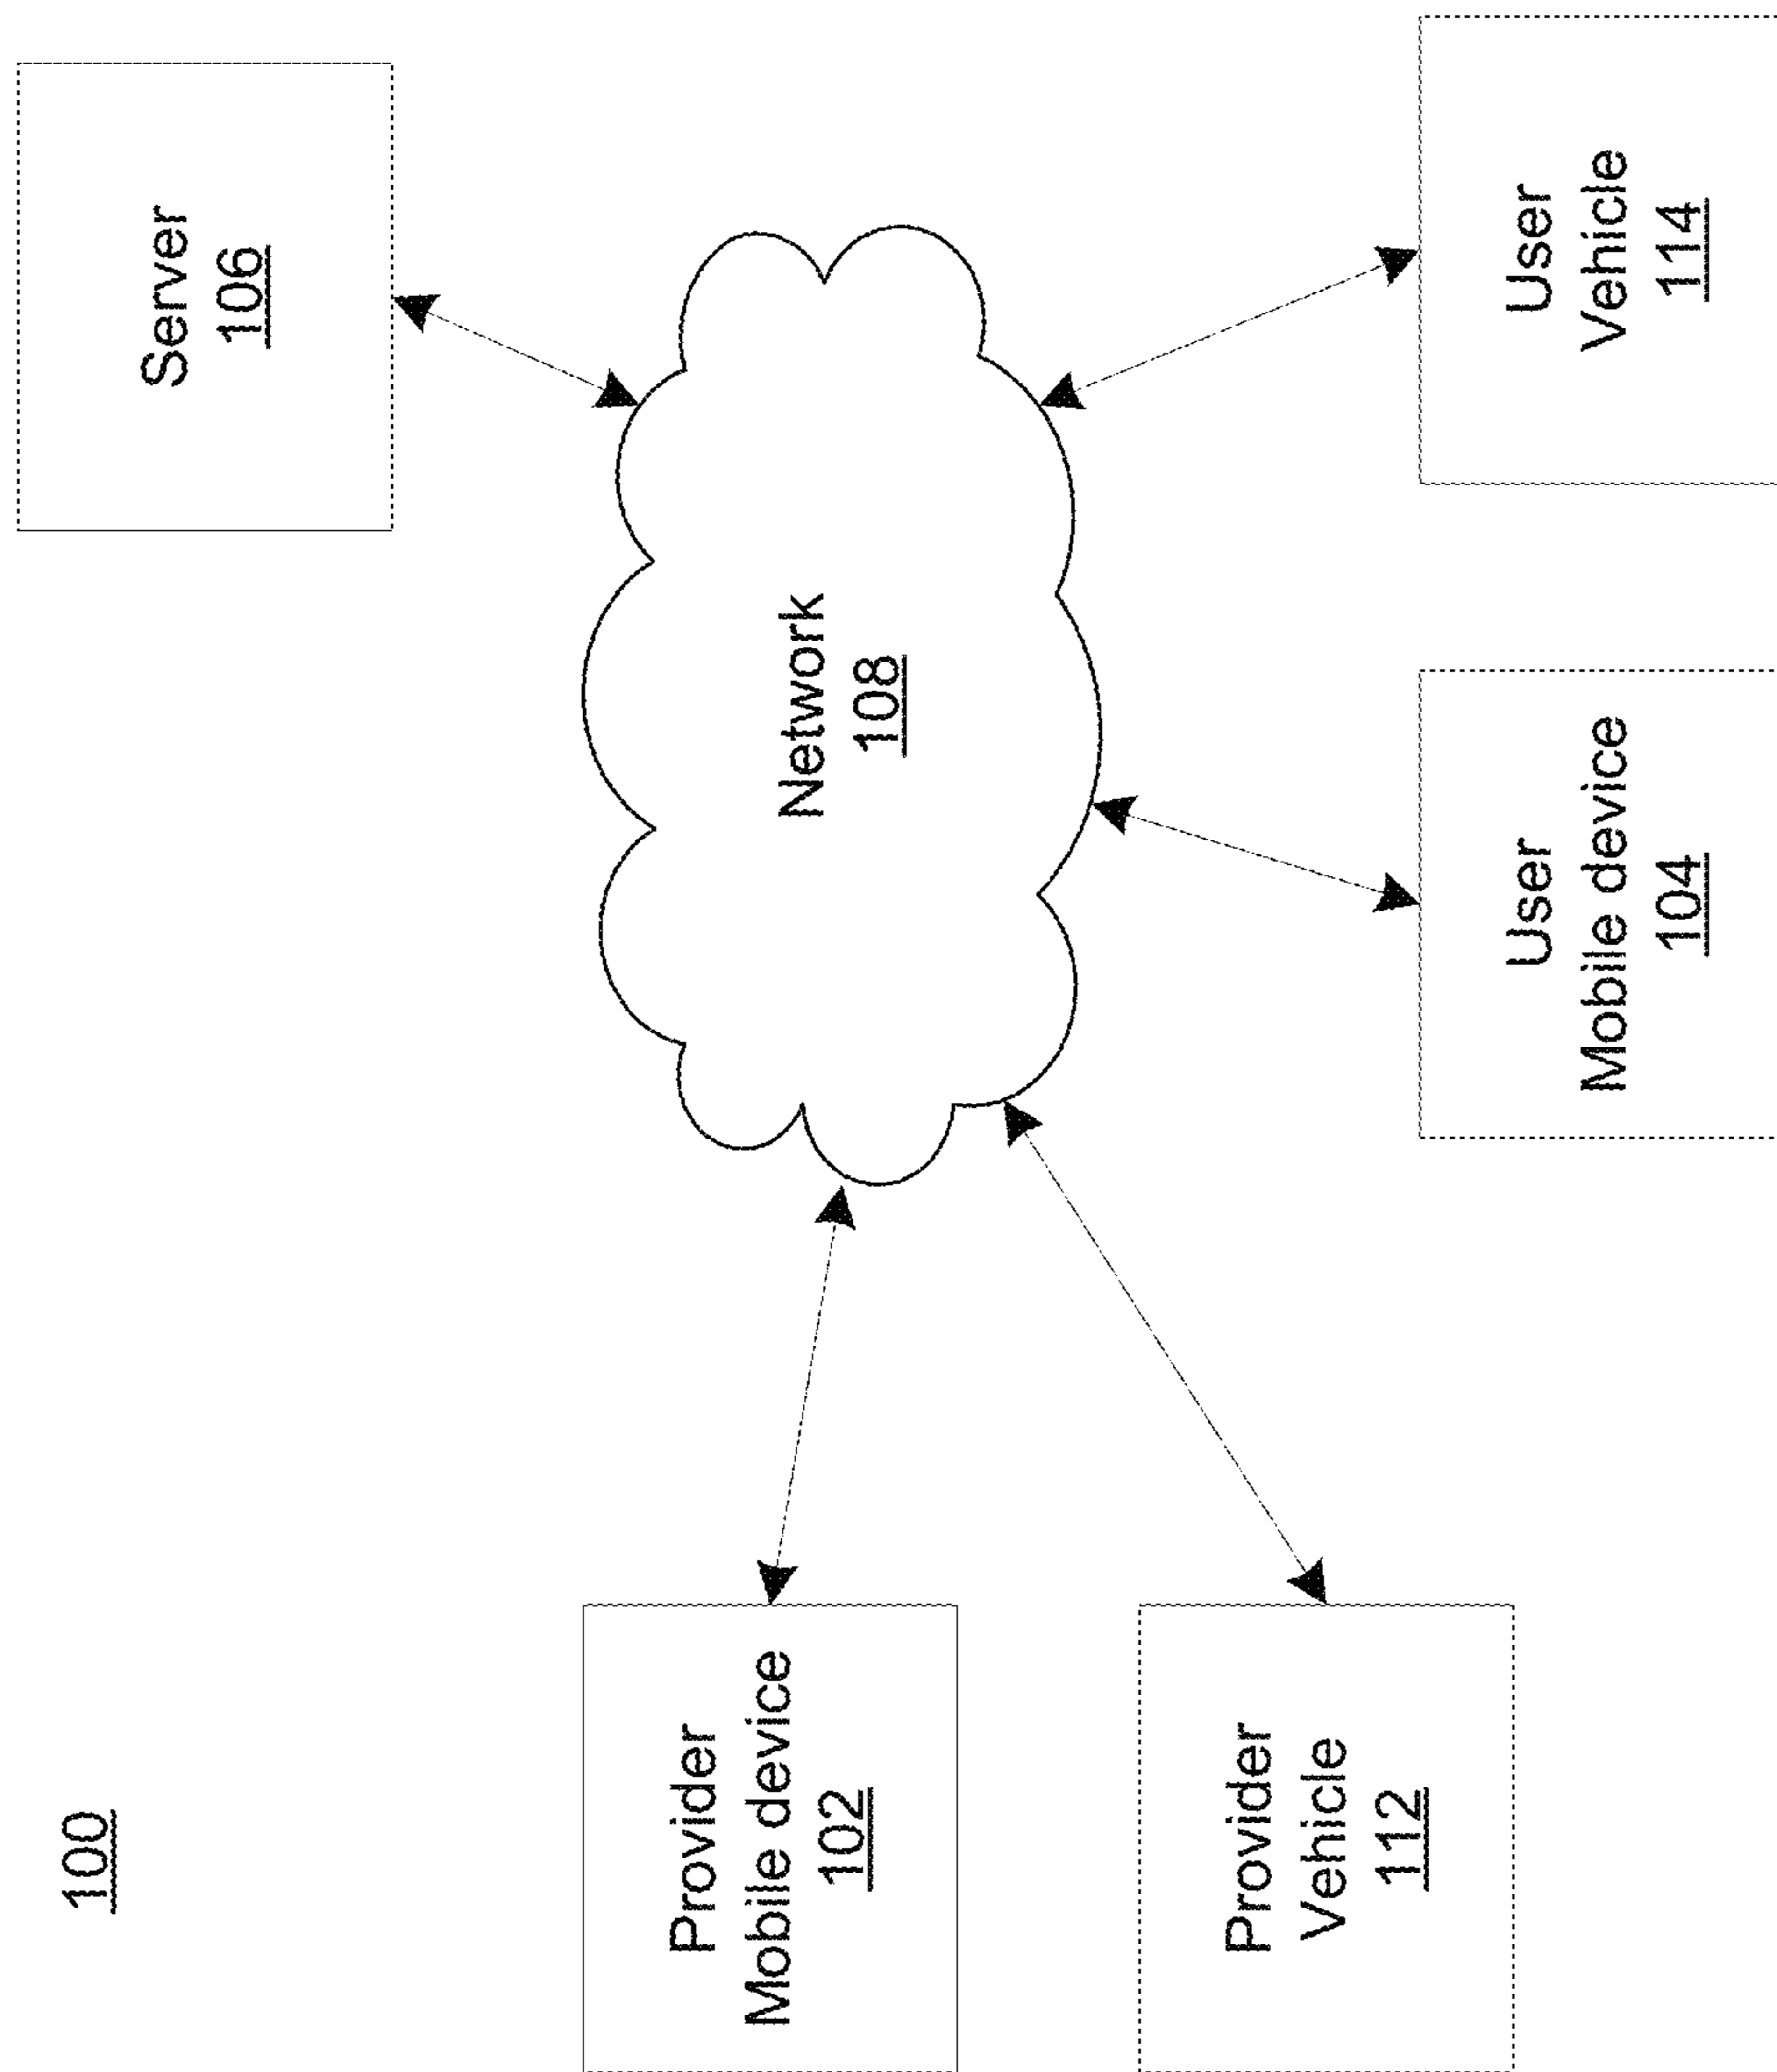 100
Server
106
Network
108
Provider
Mobile device
102
Provider
Vehicle
112
User
Mobile device
104
User
Vehicle
114